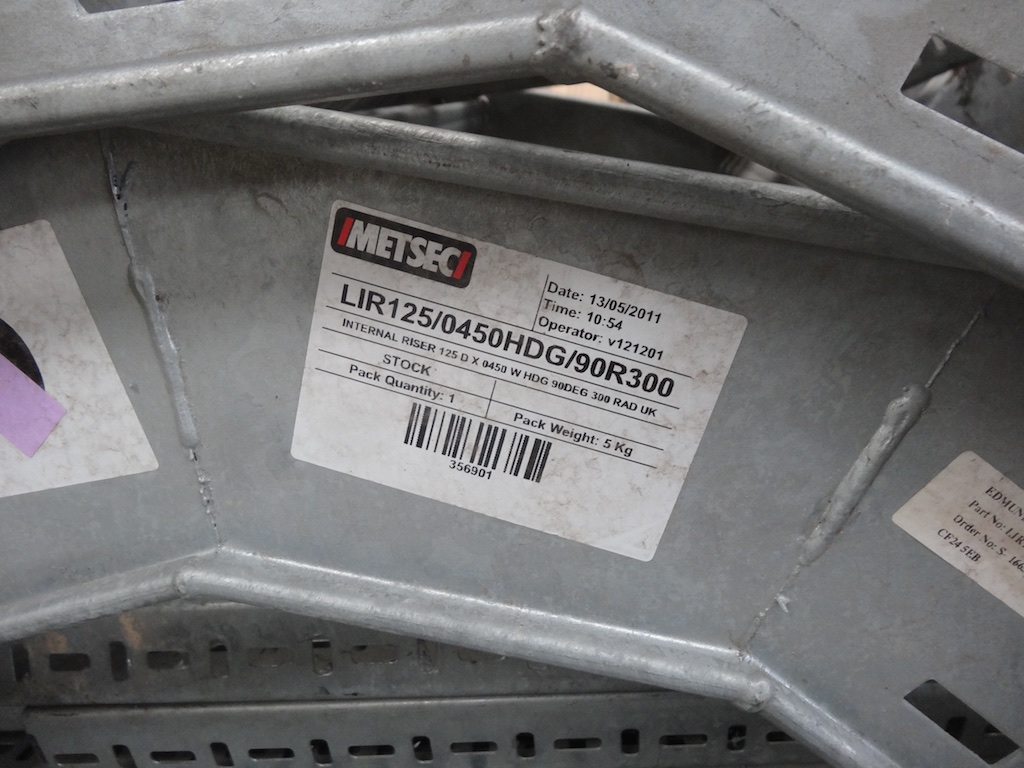 METSEC
Date: 13/05/2011
Time: 10:54
Operator: v121201
LIR125/0450HDG/90R300
INTERNAL RISER 125 D X 0450 W HDG 90DEG 300 RAD UK
STOCK
Pack Quantity: 1
Pack Weight: 5 Kg
356901
Part No: LIR
Order No: S.
CF24 5EB